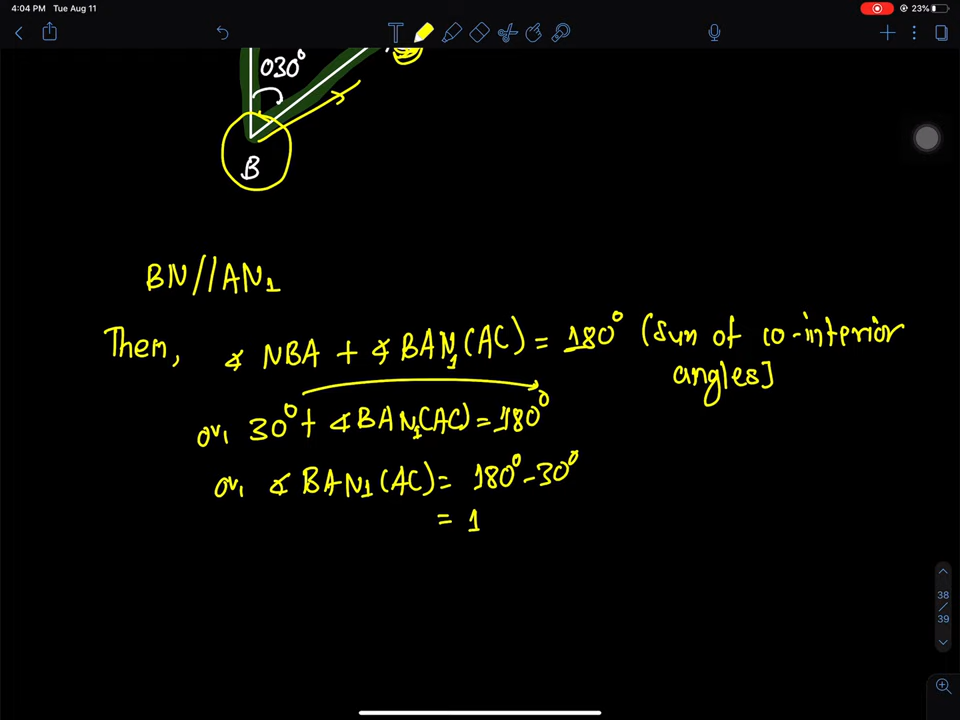 4:04 PM Tue Aug 11
23%
T
030°
B
BN//AN₁
Then, ∡ NBA + ∡ BAN₁(AC) = 180° (Sum of co-interior
angles]
or, 30° + ∡BAN₁(AC) = 180°
or, ∡ BAN₁(AC) = 180° - 30°
= 1
38
/
39